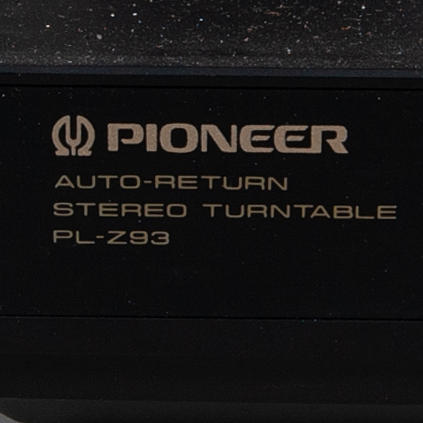 PIONEER
AUTO-RETURN
STEREO TURNTABLE
PL-Z93